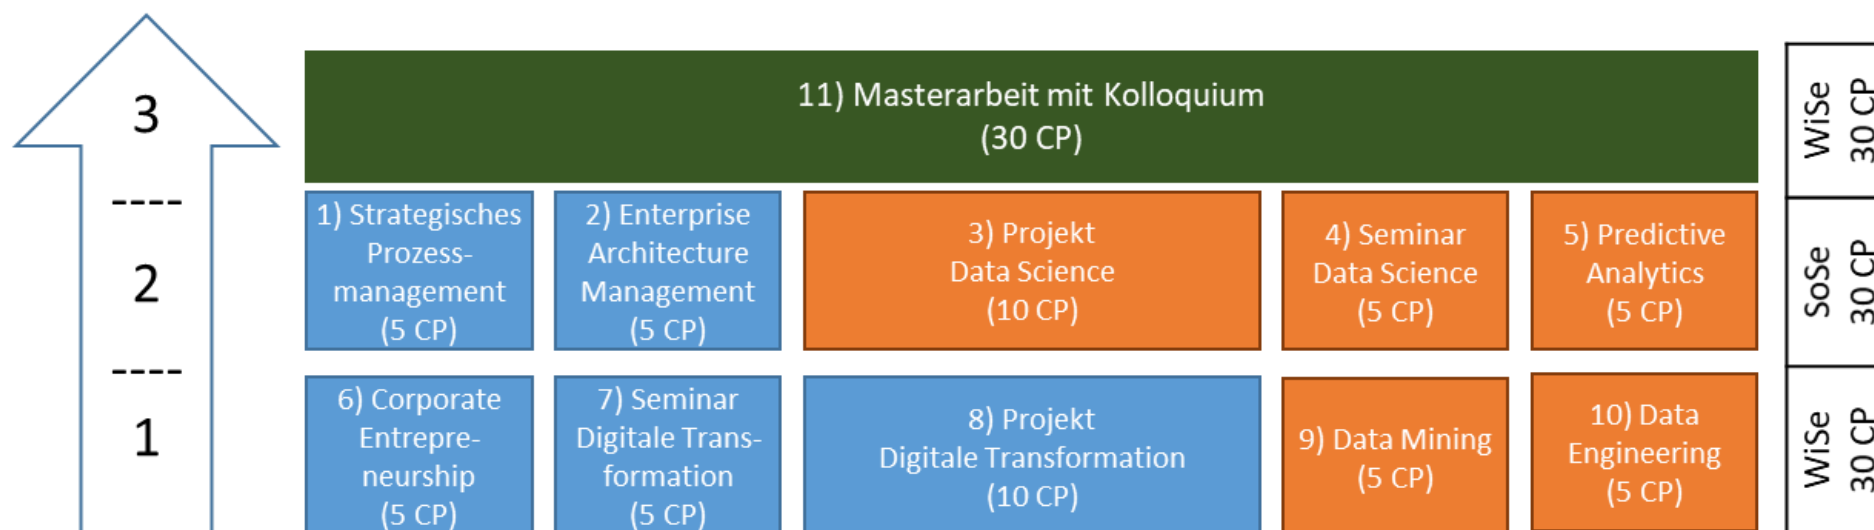 3
11) Masterarbeit mit Kolloquium
(30 CP)
WiSe
30 CP
----
2
1) Strategisches
Prozess-
management
(5 CP)
2) Enterprise
Architecture
Management
(5 CP)
3) Projekt
Data Science
(10 CP)
4) Seminar
Data Science
(5 CP)
5) Predictive
Analytics
(5 CP)
SoSe
30 CP
----
1
6) Corporate
Entrepre-
neurship
(5 CP)
7) Seminar
Digitale Trans-
formation
(5 CP)
8) Projekt
Digitale Transformation
(10 CP)
9) Data Mining
(5 CP)
10) Data
Engineering
(5 CP)
WiSe
30 CP